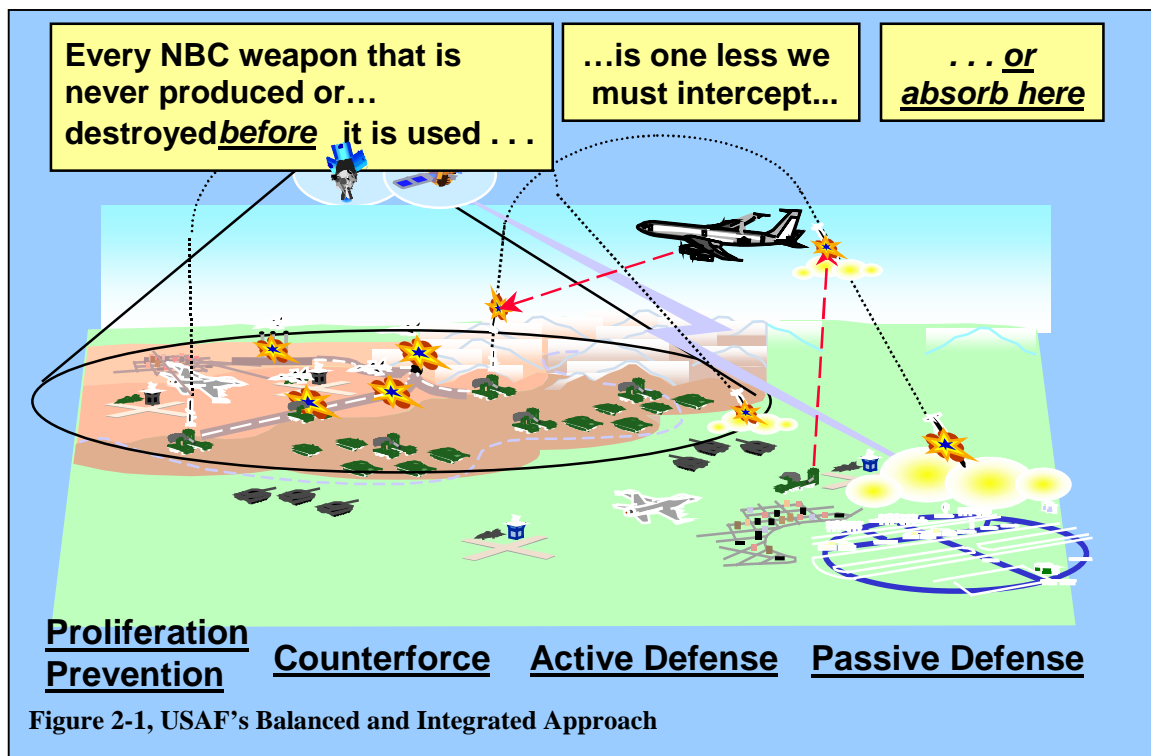 Every NBC weapon that is
never produced or…
destroyed before it is used . . .
…is one less we
must intercept...
. . . or
absorb here
Proliferation
Prevention
Counterforce
Active Defense
Passive Defense
Figure 2-1, USAF's Balanced and Integrated Approach